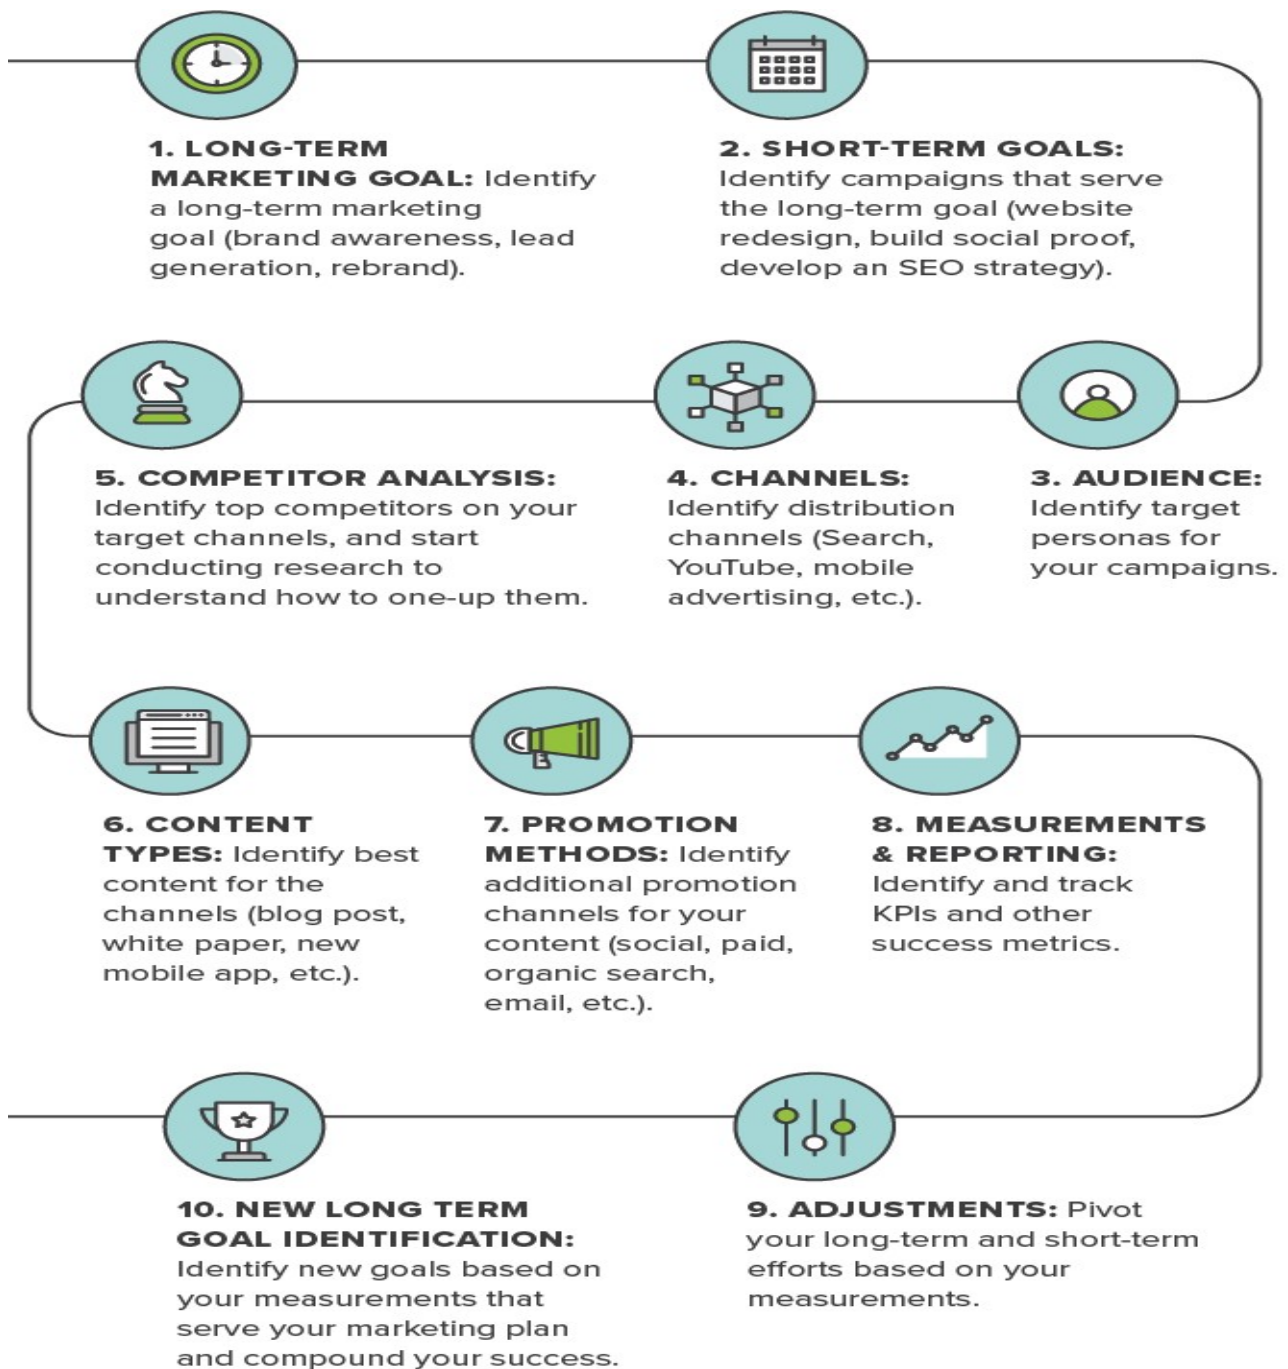 1. LONG-TERM
MARKETING GOAL: Identify
a long-term marketing
goal (brand awareness, lead
generation, rebrand).
2. SHORT-TERM GOALS:
Identify campaigns that serve
the long-term goal (website
redesign, build social proof,
develop an SEO strategy).
3. AUDIENCE:
Identify target
personas for
your campaigns.
4. CHANNELS:
Identify distribution
channels (Search,
YouTube, mobile
advertising, etc.).
5. COMPETITOR ANALYSIS:
Identify top competitors on your
target channels, and start
conducting research to
understand how to one-up them.
6. CONTENT
TYPES: Identify best
content for the
channels (blog post,
white paper, new
mobile app, etc.).
7. PROMOTION
METHODS: Identify
additional promotion
channels for your
content (social, paid,
organic search,
email, etc.).
8. MEASUREMENTS
& REPORTING:
Identify and track
KPIs and other
success metrics.
9. ADJUSTMENTS: Pivot
your long-term and short-term
efforts based on your
measurements.
10. NEW LONG TERM
GOAL IDENTIFICATION:
Identify new goals based on
your measurements that
serve your marketing plan
and compound your success.